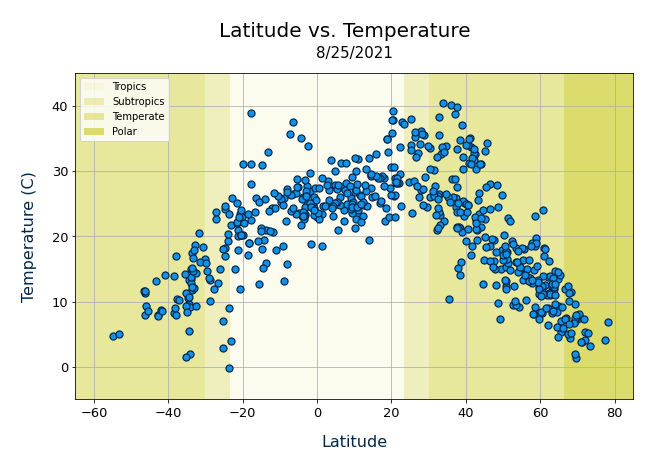 Latitude vs. Temperature
8/25/2021
Tropics
Subtropics
Temperate
Polar
40
30
20
10
0
Temperature (C)
−60 −40 −20 0 20 40 60 80
Latitude